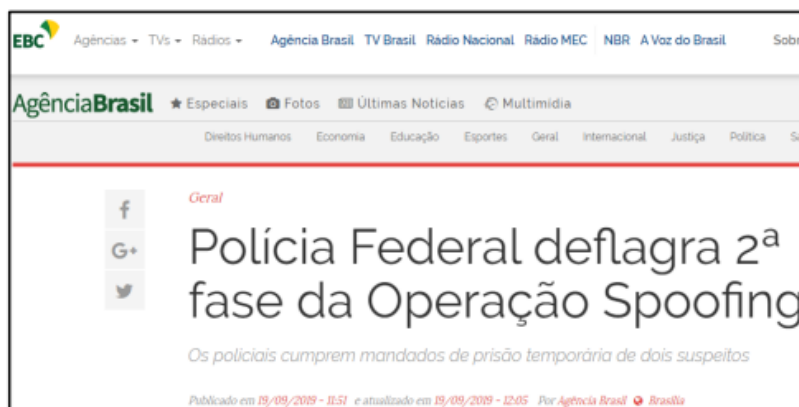 EBC Agências TVs Rádios Agência Brasil TV Brasil Rádio Nacional Rádio MEC NBR A Voz do Brasil Sobr
AgênciaBrasil Especiais Fotos Últimas Notícias Multimídia
Direitos Humanos Economia Educação Esportes Geral Internacional Justiça Política
Geral
Polícia Federal deflagra 2ª
fase da Operação Spoofing
Os policiais cumprem mandados de prisão temporária de dois suspeitos
Publicado em 19/09/2019 - 11:51 e atualizado em 19/09/2019 - 12:05 Por Agência Brasil Brasília